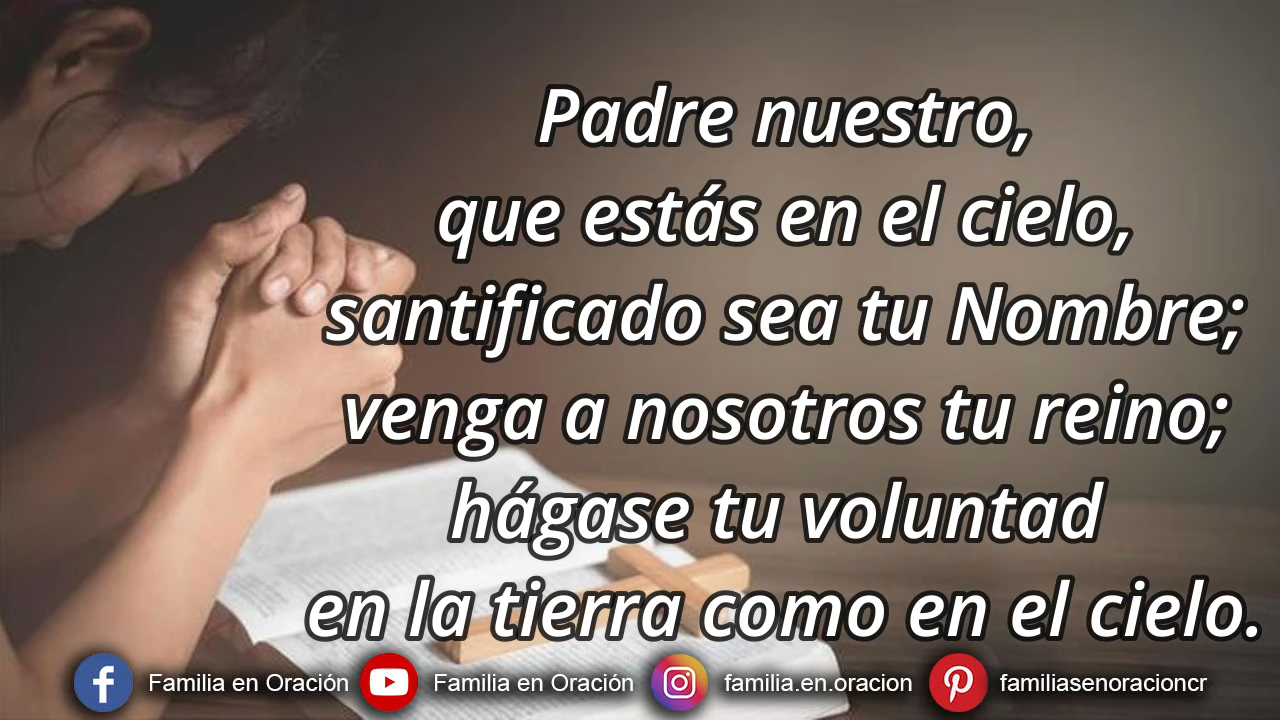 Padre nuestro,
que estás en el cielo,
santificado sea tu Nombre;
venga a nosotros tu reino;
hágase tu voluntad
en la tierra como en el cielo.
Familia en Oración Familia en Oración familia.en.oracion familiasenoracioncr